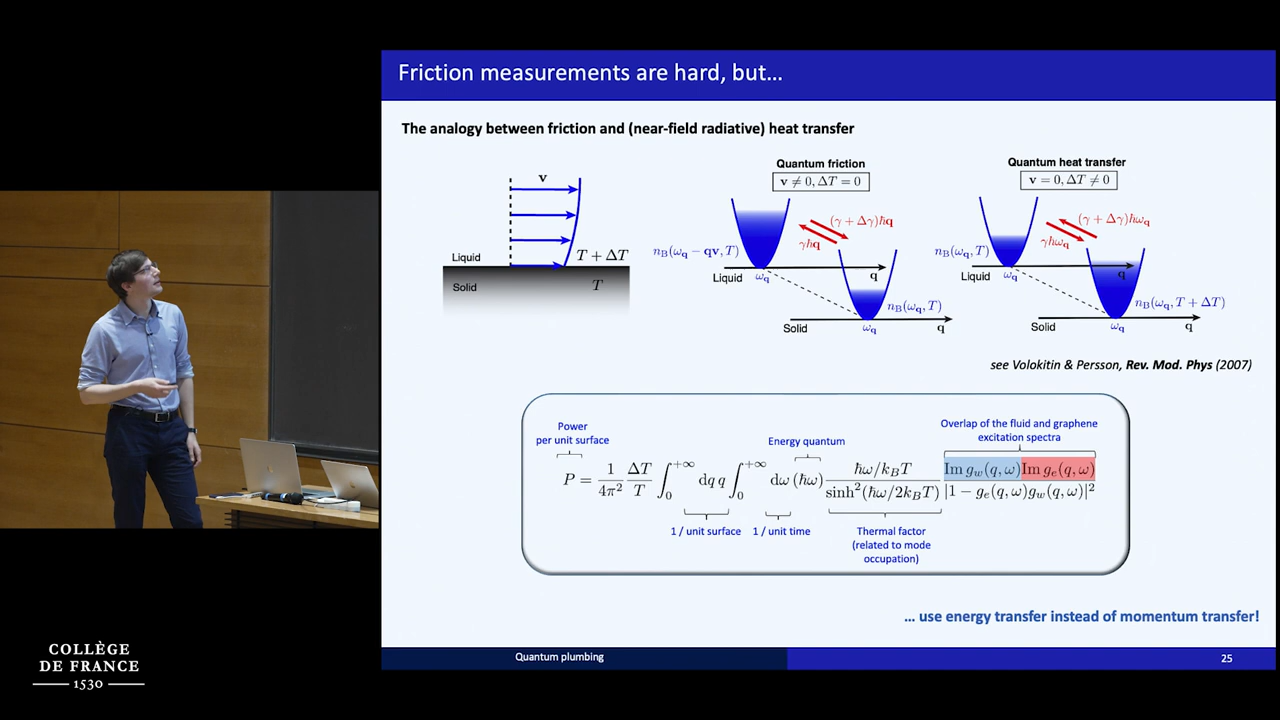 Friction measurements are hard, but…
The analogy between friction and (near-field radiative) heat transfer
v
Liquid
T + ΔT
Solid
T
Quantum friction
v ≠ 0, ΔT = 0
(γ + Δγ)ℏq
γℏq
n_B(ω_q − qv, T)
Liquid
ω_q
q
n_B(ω_q, T)
Solid
ω_q
q
Quantum heat transfer
v = 0, ΔT ≠ 0
(γ + Δγ)ℏω_q
γℏω_q
n_B(ω_q, T)
Liquid
ω_q
q
n_B(ω_q, T + ΔT)
Solid
ω_q
q
see Volokitin & Persson, Rev. Mod. Phys (2007)
Power
per unit surface
Energy quantum
Overlap of the fluid and graphene
excitation spectra
P = 1/4π² ΔT/T ∫₀^{+∞} dq q ∫₀^{+∞} dω (ℏω) ℏω/k_BT / sinh²(ℏω/2k_BT) Im g_w(q, ω) Im g_e(q, ω) / |1 − g_e(q, ω)g_w(q, ω)|²
1 / unit surface
1 / unit time
Thermal factor
(related to mode
occupation)
… use energy transfer instead of momentum transfer!
Quantum plumbing
25
COLLÈGE
DE FRANCE
1530